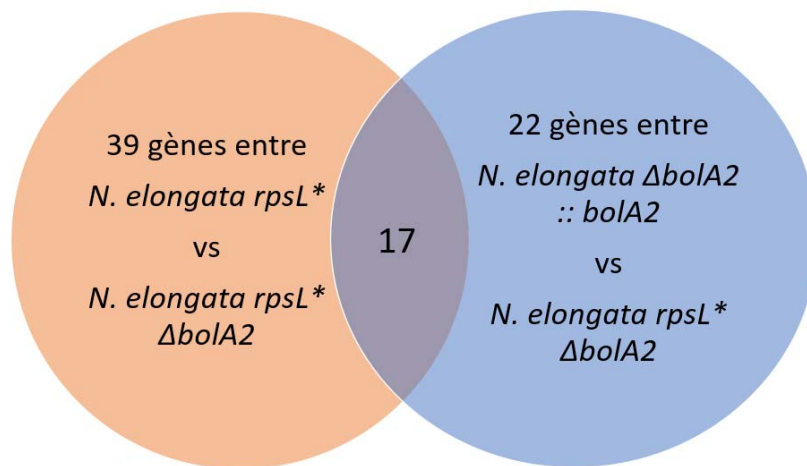 39 gènes entre
N. elongata rpsL*
vs
N. elongata rpsL*
ΔbolA2
17
22 gènes entre
N. elongata ΔbolA2
:: bolA2
vs
N. elongata rpsL*
ΔbolA2